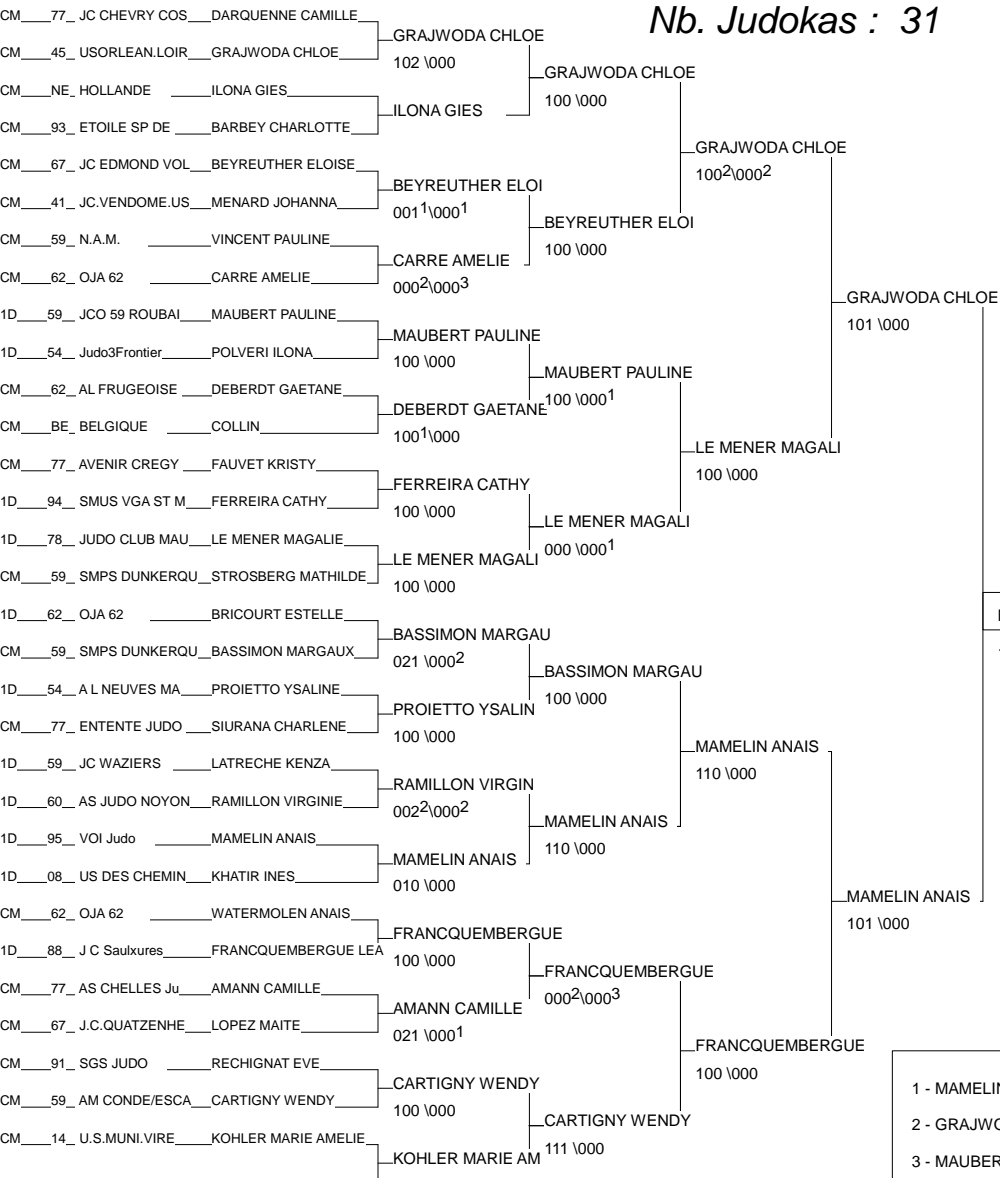 Nb. Judokas : 31
CM 77 JC CHEVRY COS DARQUENNE CAMILLE
CM 45 USORLEAN.LOIR GRAJWODA CHLOE
CM NE HOLLANDE ILONA GIES
CM 93 ETOILE SP DE BARBEY CHARLOTTE
CM 67 JC EDMOND VOL BEYREUTHER ELOISE
CM 41 JC.VENDOME.US MENARD JOHANNA
CM 59 N.A.M. VINCENT PAULINE
CM 62 OJA 62 CARRE AMELIE
1D 59 JCO 59 ROUBAI MAUBERT PAULINE
1D 54 Judo3Frontier POLVERI ILONA
CM 62 AL FRUGEOISE DEBERDT GAETANE
CM BE BELGIQUE COLLIN
CM 77 AVENIR CREGY FAUVET KRISTY
1D 94 SMUS VGA ST M FERREIRA CATHY
1D 78 JUDO CLUB MAU LE MENER MAGALIE
CM 59 SMPS DUNKERQU STROSBERG MATHILDE
1D 62 OJA 62 BRICOURT ESTELLE
CM 59 SMPS DUNKERQU BASSIMON MARGAUX
1D 54 A L NEUVES MA PROIETTO YSALINE
CM 77 ENTENTE JUDO SIURANA CHARLENE
1D 59 JC WAZIERS LATRECHE KENZA
1D 60 AS JUDO NOYON RAMILLON VIRGINIE
1D 95 VOI Judo MAMELIN ANAIS
1D 08 US DES CHEMIN KHATIR INES
CM 62 OJA 62 WATERMOLEN ANAIS
1D 88 J C Saulxures FRANCQUEMBERGUE LEA
CM 77 AS CHELLES Ju AMANN CAMILLE
CM 67 J.C.QUATZENHE LOPEZ MAITE
CM 91 SGS JUDO RECHIGNAT EVE
CM 59 AM CONDE/ESCA CARTIGNY WENDY
CM 14 U.S.MUNI.VIRE KOHLER MARIE AMELIE
GRAJWODA CHLOE
102 \000
ILONA GIES
BEYREUTHER ELOI
001¹\000¹
CARRE AMELIE
000²\000³
MAUBERT PAULINE
100 \000
DEBERDT GAETANE
100¹\000
FERREIRA CATHY
100 \000
LE MENER MAGALI
100 \000
BASSIMON MARGAU
021 \000²
PROIETTO YSALIN
100 \000
RAMILLON VIRGIN
002²\000²
MAMELIN ANAIS
010 \000
FRANCQUEMBERGUE
100 \000
AMANN CAMILLE
021 \000¹
CARTIGNY WENDY
100 \000
KOHLER MARIE AM
GRAJWODA CHLOE
100 \000
BEYREUTHER ELOI
100 \000
MAUBERT PAULINE
100 \000¹
LE MENER MAGALI
000 \000¹
BASSIMON MARGAU
100 \000
MAMELIN ANAIS
110 \000
FRANCQUEMBERGUE
000²\000³
CARTIGNY WENDY
111 \000
GRAJWODA CHLOE
100²\000²
LE MENER MAGALI
100 \000
MAMELIN ANAIS
110 \000
FRANCQUEMBERGUE
100 \000
GRAJWODA CHLOE
101 \000
MAMELIN ANAIS
101 \000
1 - MAMELIN
2 - GRAJWO
3 - MAUBER